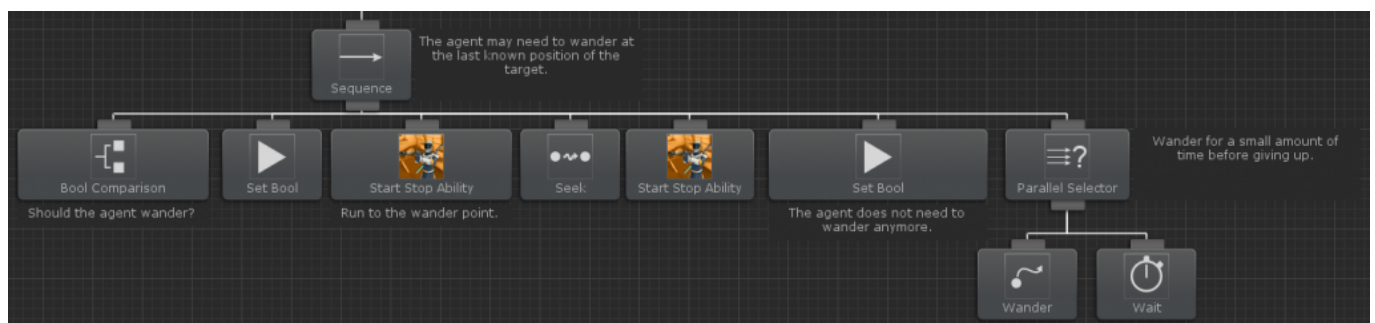 The agent may need to wander at
the last known position of the
target.
Sequence
Bool Comparison
Set Bool
Start Stop Ability
Seek
Start Stop Ability
Set Bool
Parallel Selector
Wander for a small amount of
time before giving up.
Should the agent wander?
Run to the wander point.
The agent does not need to
wander anymore.
Wander
Wait